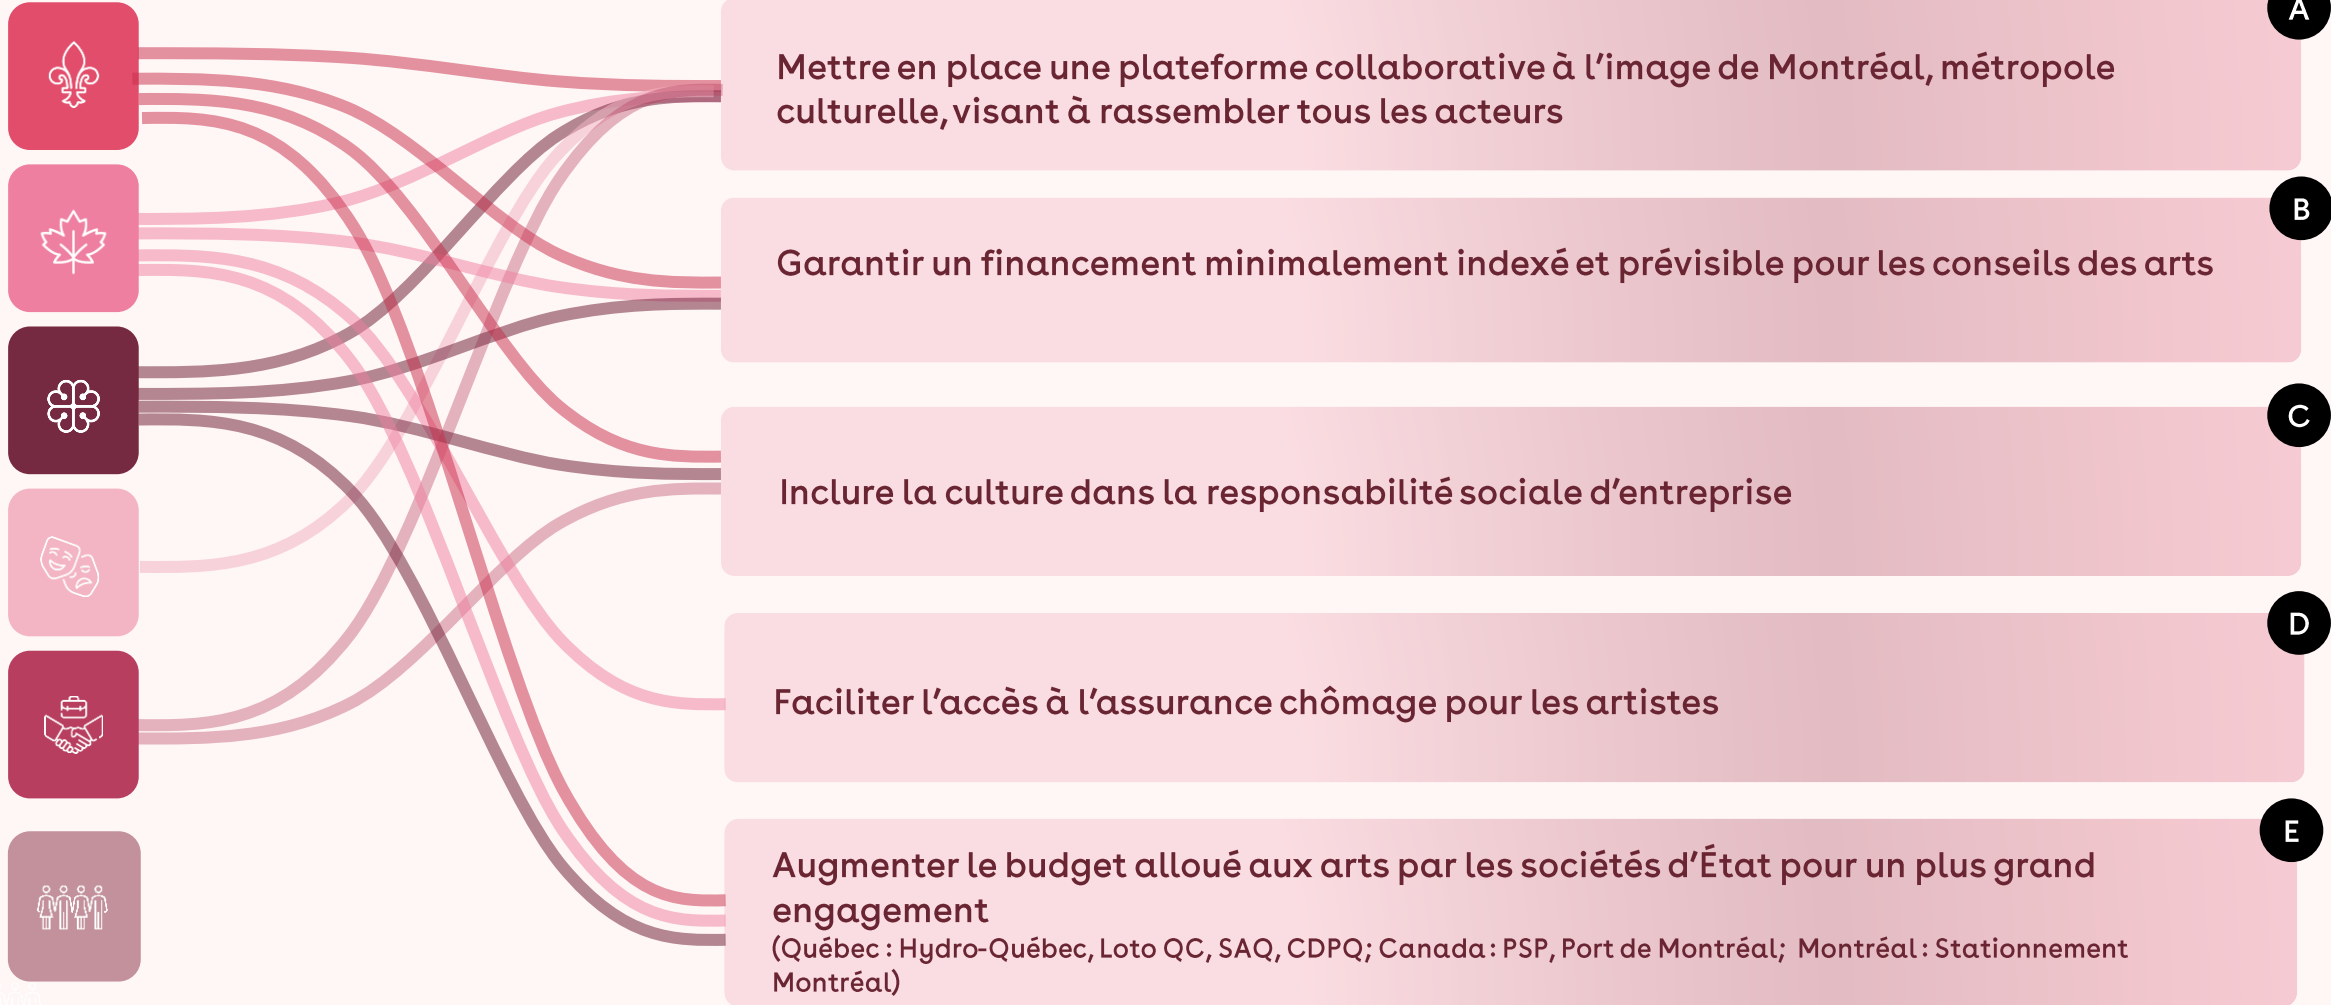 A
Mettre en place une plateforme collaborative à l’image de Montréal, métropole
culturelle, visant à rassembler tous les acteurs
B
Garantir un financement minimalement indexé et prévisible pour les conseils des arts
C
Inclure la culture dans la responsabilité sociale d’entreprise
D
Faciliter l’accès à l’assurance chômage pour les artistes
E
Augmenter le budget alloué aux arts par les sociétés d’État pour un plus grand
engagement
(Québec : Hydro-Québec, Loto QC, SAQ, CDPQ; Canada : PSP, Port de Montréal; Montréal : Stationnement
Montréal)